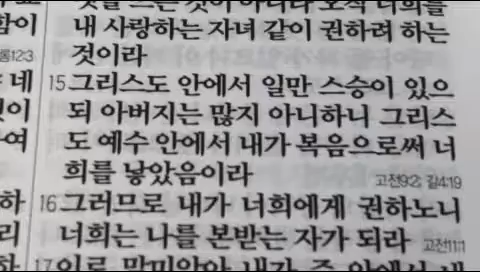 내 사랑하는 자녀 같이 권하려 하는
것이라
15 그리스도 안에서 일만 스승이 있으
되 아버지는 많지 아니하니 그리스
도 예수 안에서 내가 복음으로써 너
희를 낳았음이라
고전9:2; 갈4:19
16 그러므로 내가 너희에게 권하노니
너희는 나를 본받는 자가 되라 고전11:1